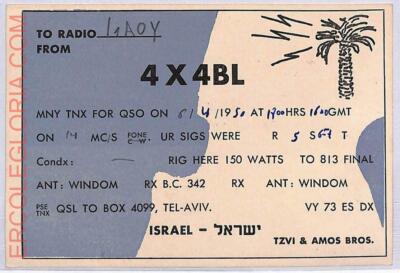 ERCOLEGLORIA.COM
TO RADIO I1AOY
FROM
4X4BL
MNY TNX FOR QSO ON 6/4/1950 AT HRS 1600 GMT
ON 14 MC/S FONE C-W. UR SIGS WERE R 5 S T
Condx: — RIG HERE 150 WATTS TO 813 FINAL
ANT: WINDOM RX B.C. 342 RX ANT: WINDOM
PSE TNX QSL TO BOX 4099, TEL-AVIV. VY 73 ES DX
ISRAEL – ישראל
TZVI & AMOS BROS.